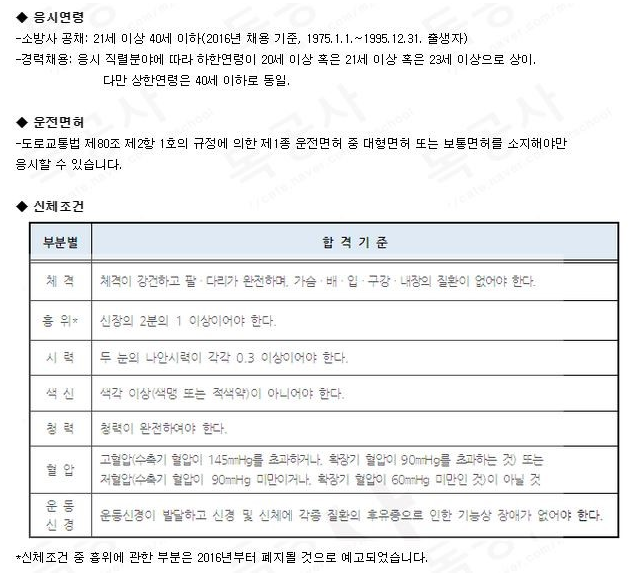 ◆ 응시연령
-소방사 공채: 21세 이상 40세 이하(2016년 채용 기준, 1975.1.1.~1995.12.31. 출생자)
-경력채용: 응시 직렬분야에 따라 하한연령이 20세 이상 혹은 21세 이상 혹은 23세 이상으로 상이.
다만 상한연령은 40세 이하로 동일.
◆ 운전면허
-도로교통법 제80조 제2항 1호의 규정에 의한 제1종 운전면허 중 대형면허 또는 보통면허를 소지해야만
응시할 수 있습니다.
◆ 신체조건
부분별 합 격 기 준
체 격 체격이 강건하고 팔·다리가 완전하며, 가슴·배·입·구강·내장의 질환이 없어야 한다.
흉 위* 신장의 2분의 1 이상이어야 한다.
시 력 두 눈의 나안시력이 각각 0.3 이상이어야 한다.
색 신 색각 이상(색맹 또는 적색약)이 아니어야 한다.
청 력 청력이 완전하여야 한다.
혈 압 고혈압(수축기 혈압이 145㎜Hg를 초과하거나, 확장기 혈압이 90㎜Hg를 초과하는 것) 또는
저혈압(수축기 혈압이 90㎜Hg 미만이거나, 확장기 혈압이 60㎜Hg 미만인 것)이 아닐 것
운 동
신 경 운동신경이 발달하고 신경 및 신체에 각종 질환의 후유증으로 인한 기능상 장애가 없어야 한다.
*신체조건 중 흉위에 관한 부분은 2016년부터 폐지될 것으로 예고되었습니다.